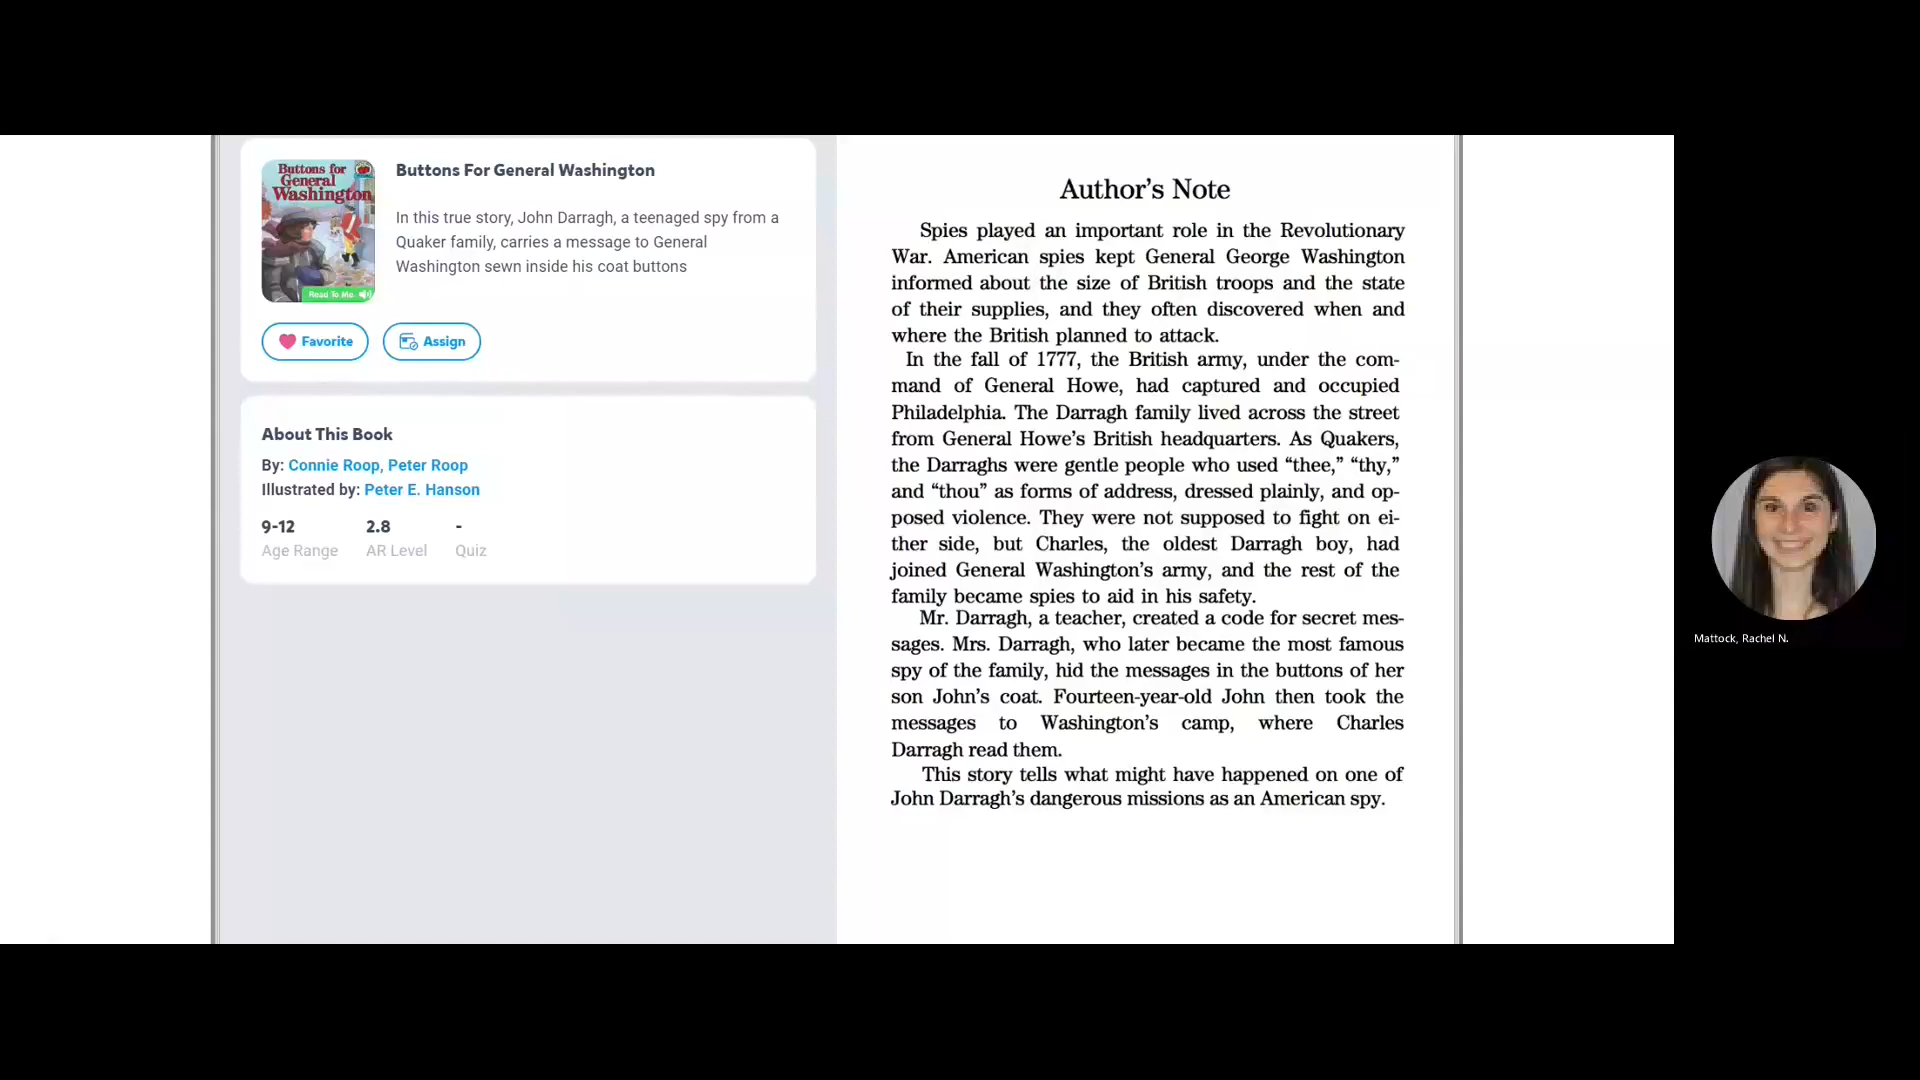 Buttons for
General
Washington
Read To Me
Buttons For General Washington
In this true story, John Darragh, a teenaged spy from a
Quaker family, carries a message to General
Washington sewn inside his coat buttons
Favorite
Assign
About This Book
By: Connie Roop, Peter Roop
Illustrated by: Peter E. Hanson
9-12
2.8
-
Age Range
AR Level
Quiz
Author's Note
Spies played an important role in the Revolutionary
War. American spies kept General George Washington
informed about the size of British troops and the state
of their supplies, and they often discovered when and
where the British planned to attack.
In the fall of 1777, the British army, under the com-
mand of General Howe, had captured and occupied
Philadelphia. The Darragh family lived across the street
from General Howe's British headquarters. As Quakers,
the Darraghs were gentle people who used “thee,” “thy,”
and “thou” as forms of address, dressed plainly, and op-
posed violence. They were not supposed to fight on ei-
ther side, but Charles, the oldest Darragh boy, had
joined General Washington's army, and the rest of the
family became spies to aid in his safety.
Mr. Darragh, a teacher, created a code for secret mes-
sages. Mrs. Darragh, who later became the most famous
spy of the family, hid the messages in the buttons of her
son John's coat. Fourteen-year-old John then took the
messages to Washington's camp, where Charles
Darragh read them.
This story tells what might have happened on one of
John Darragh's dangerous missions as an American spy.
Mattock, Rachel N.